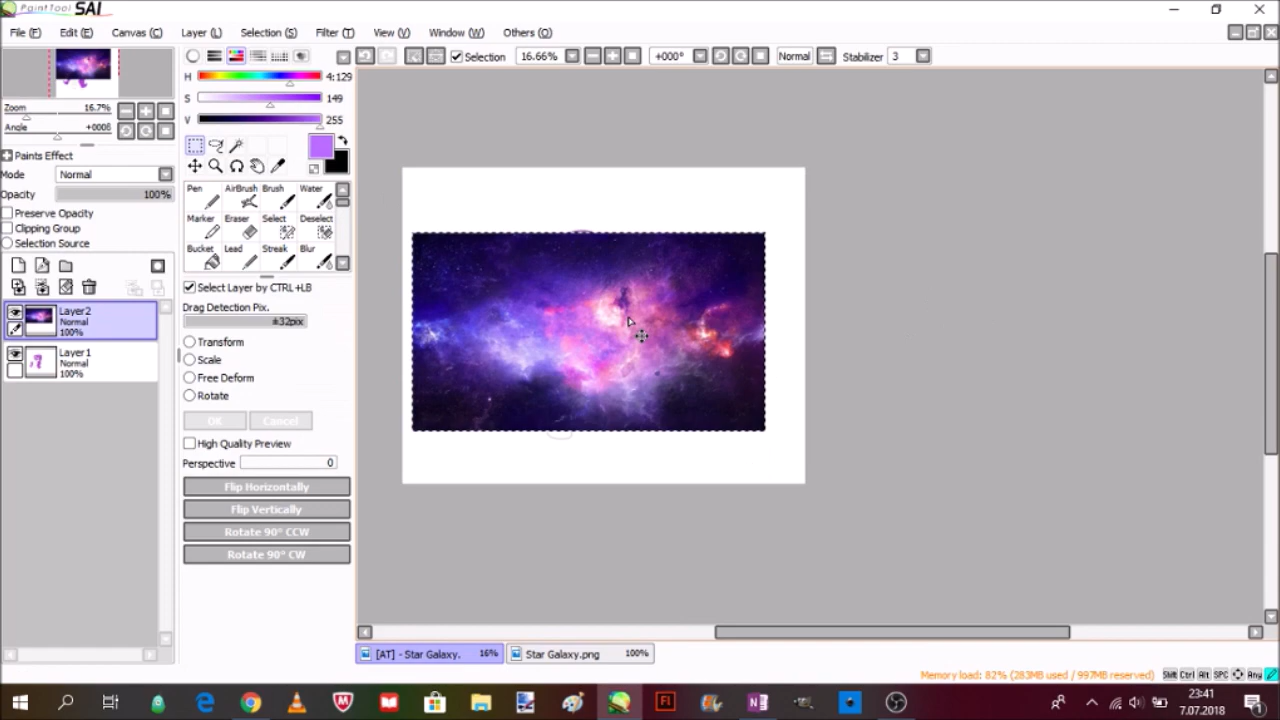 PaintTool SAI
File (F) Edit (E) Canvas (C) Layer (L) Selection (S) Filter (T) View (V) Window (W) Others (O)
Selection 16.66% +000° Normal Stabilizer 3
H 4:129
S 149
V 255
Zoom 16.7%
Angle +000ß
Paints Effect
Mode Normal
Opacity 100%
Preserve Opacity
Clipping Group
Selection Source
Layer2
Normal
100%
Layer1
Normal
100%
Pen AirBrush Brush Water
Marker Eraser Select Deselect
Bucket Lead Streak Blur
Select Layer by CTRL+LB
Drag Detection Pix.
±32pix
Transform
Scale
Free Deform
Rotate
OK Cancel
High Quality Preview
Perspective 0
Flip Horizontally
Flip Vertically
Rotate 90° CCW
Rotate 90° CW
[AT] - Star Galaxy. 16% Star Galaxy.png 100%
Memory load: 82% (283MB used / 997MB reserved) Shift Ctrl Alt SPC Any
23:41
7.07.2018